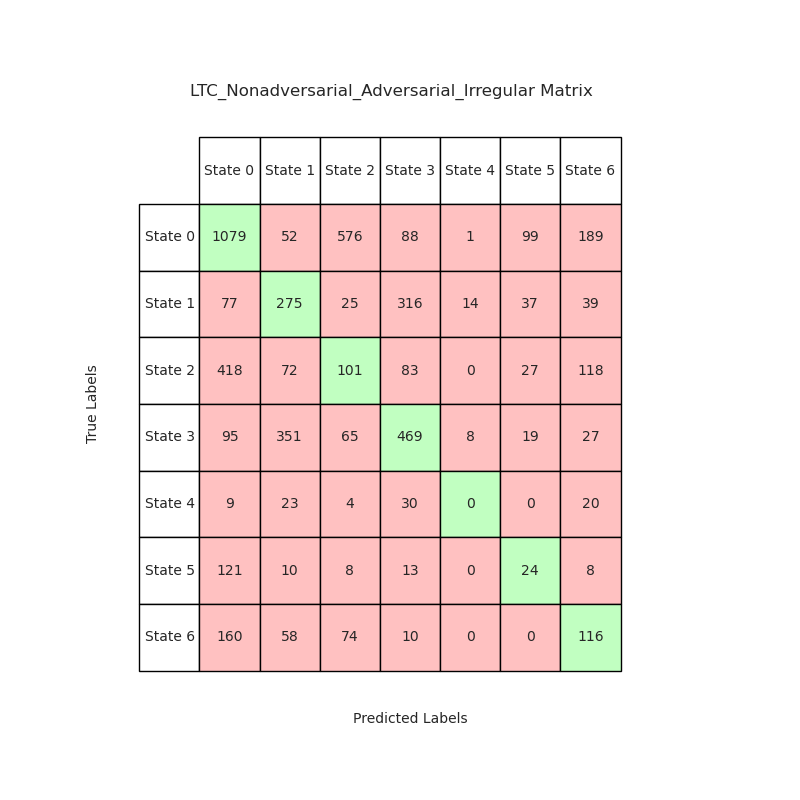 LTC_Nonadversarial_Adversarial_Irregular Matrix
State 0 State 1 State 2 State 3 State 4 State 5 State 6
State 0 1079 52 576 88 1 99 189
State 1 77 275 25 316 14 37 39
State 2 418 72 101 83 0 27 118
State 3 95 351 65 469 8 19 27
State 4 9 23 4 30 0 0 20
State 5 121 10 8 13 0 24 8
State 6 160 58 74 10 0 0 116
True Labels
Predicted Labels